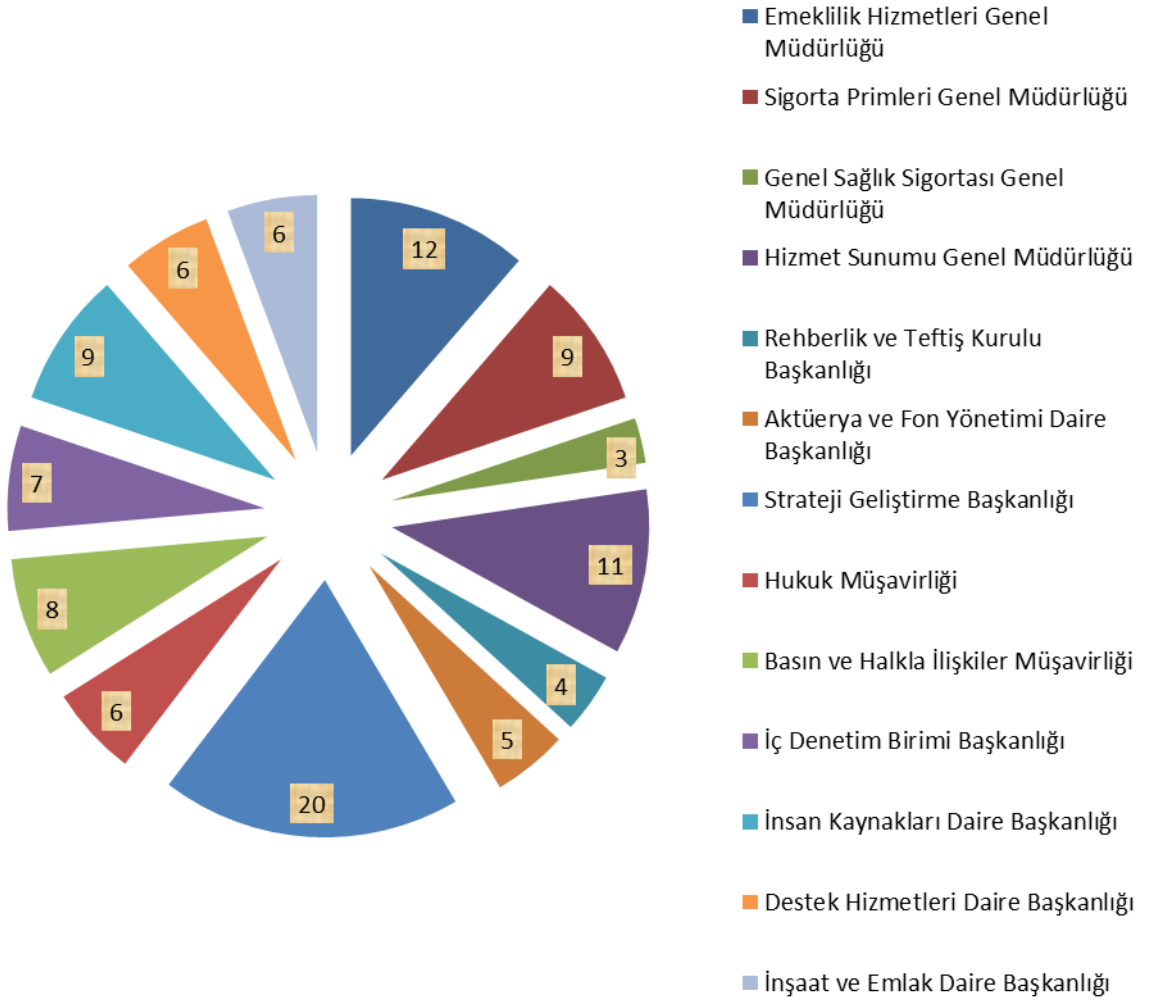 Emeklilik Hizmetleri Genel
Müdürlüğü
Sigorta Primleri Genel Müdürlüğü
Genel Sağlık Sigortası Genel
Müdürlüğü
Hizmet Sunumu Genel Müdürlüğü
Rehberlik ve Teftiş Kurulu
Başkanlığı
Aktüerya ve Fon Yönetimi Daire
Başkanlığı
Strateji Geliştirme Başkanlığı
Hukuk Müşavirliği
Basın ve Halkla İlişkiler Müşavirliği
İç Denetim Birimi Başkanlığı
İnsan Kaynakları Daire Başkanlığı
Destek Hizmetleri Daire Başkanlığı
İnşaat ve Emlak Daire Başkanlığı
12
9
3
11
4
5
20
6
8
7
9
6
6